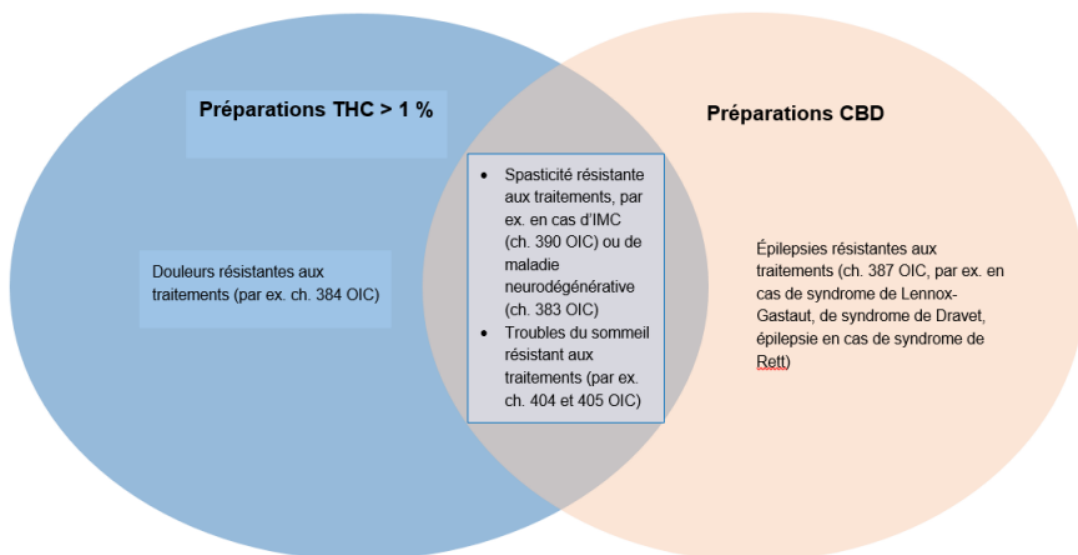 Préparations THC > 1 %
Douleurs résistantes aux
traitements (par ex. ch. 384 OIC)
• Spasticité résistante
aux traitements, par
ex. en cas d'IMC
(ch. 390 OIC) ou de
maladie
neurodégénérative
(ch. 383 OIC)
• Troubles du sommeil
résistant aux
traitements (par ex.
ch. 404 et 405 OIC)
Préparations CBD
Épilepsies résistantes aux
traitements (ch. 387 OIC, par ex. en
cas de syndrome de Lennox-
Gastaut, de syndrome de Dravet,
épilepsie en cas de syndrome de
Rett)